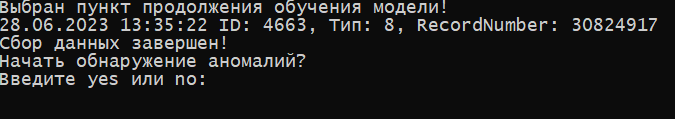 Выбран пункт продолжения обучения модели!
28.06.2023 13:35:22 ID: 4663, Тип: 8, RecordNumber: 30824917
Сбор данных завершен!
Начать обнаружение аномалий?
Введите yes или no: